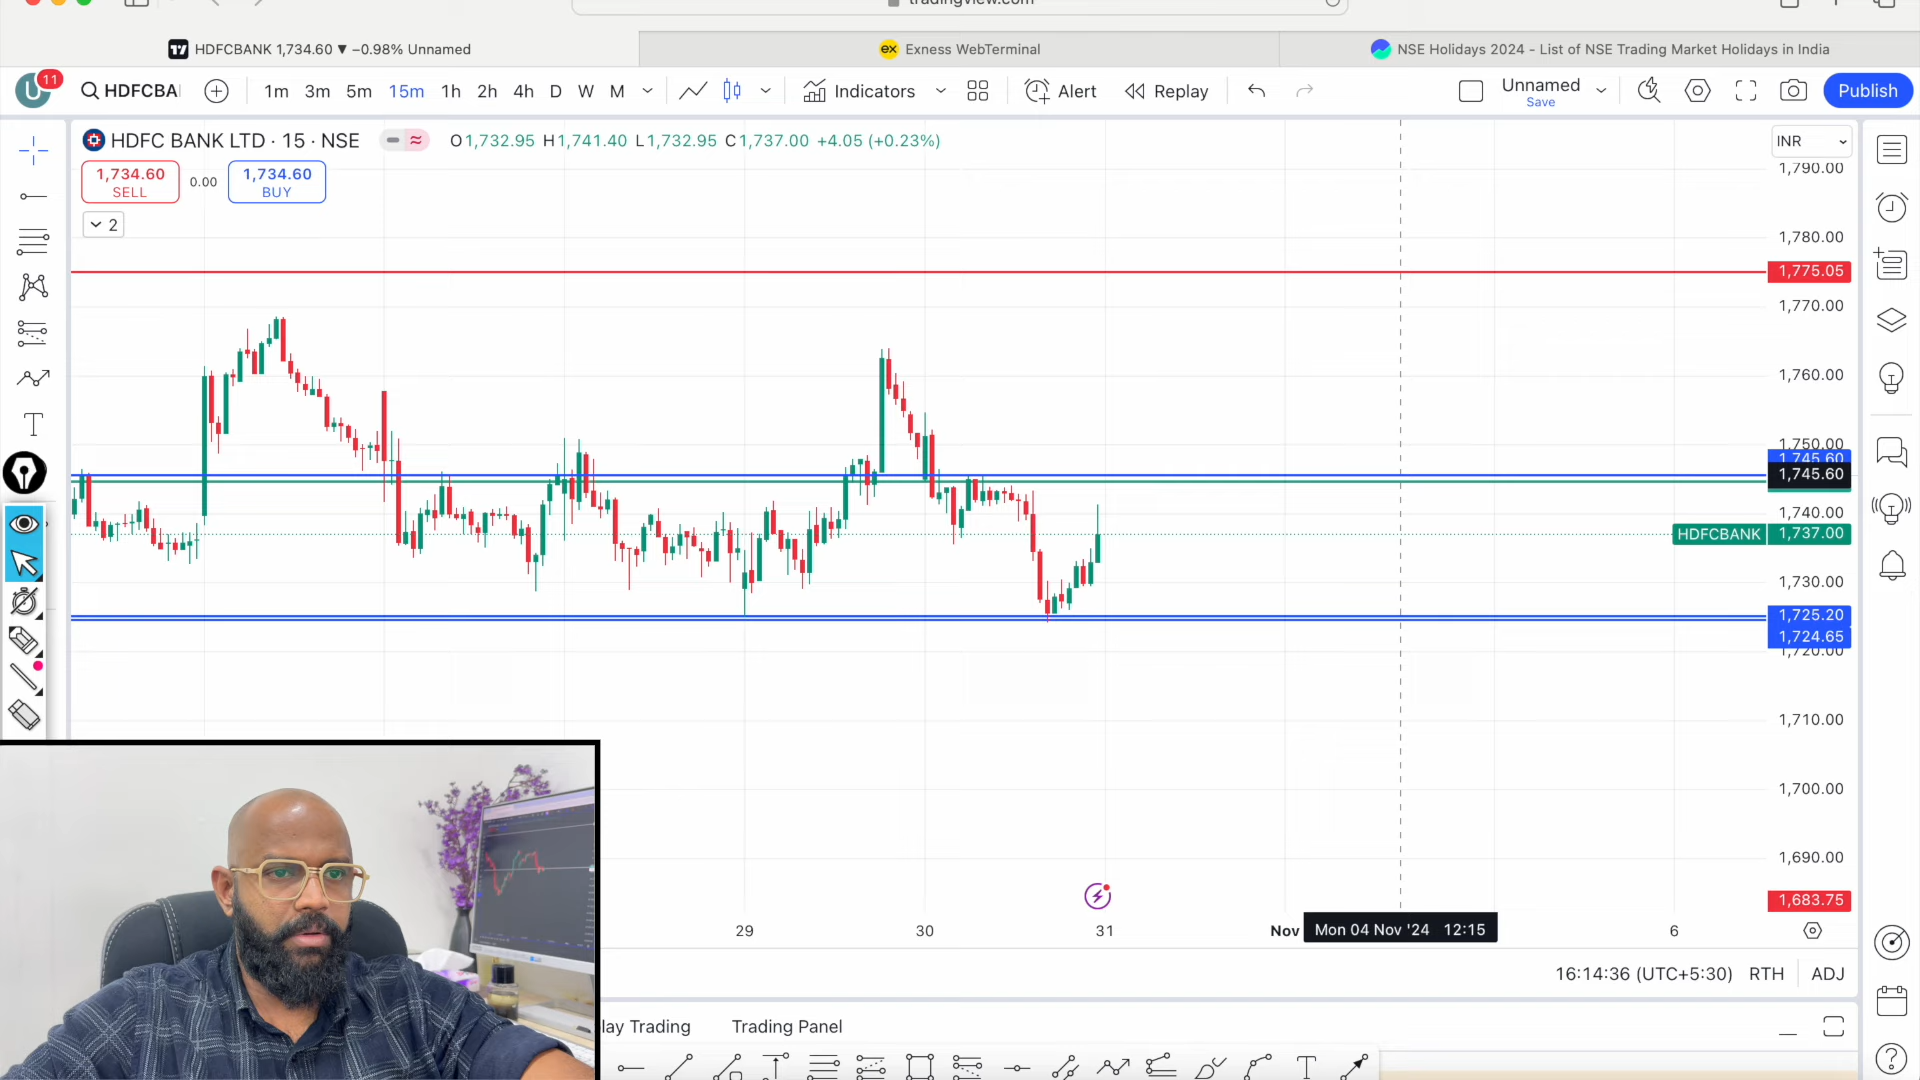 tradingview.com
HDFCBANK 1,734.60 ▼ −0.98% Unnamed
Exness WebTerminal
NSE Holidays 2024 - List of NSE Trading Market Holidays in India
U
11
HDFCBA
1m 3m 5m 15m 1h 2h 4h D W M
Indicators
Alert
Replay
Unnamed
Save
Publish
HDFC BANK LTD · 15 · NSE
O1,732.95 H1,741.40 L1,732.95 C1,737.00 +4.05 (+0.23%)
INR
1,734.60
SELL
0.00
1,734.60
BUY
2
1,790.00
1,780.00
1,775.05
1,770.00
1,760.00
1,750.00
1,745.60
1,745.60
1,740.00
HDFCBANK 1,737.00
1,730.00
1,725.20
1,724.65
1,720.00
1,710.00
1,700.00
1,690.00
1,683.75
29 30 31 Nov Mon 04 Nov '24 12:15 6
16:14:36 (UTC+5:30) RTH ADJ
lay Trading Trading Panel